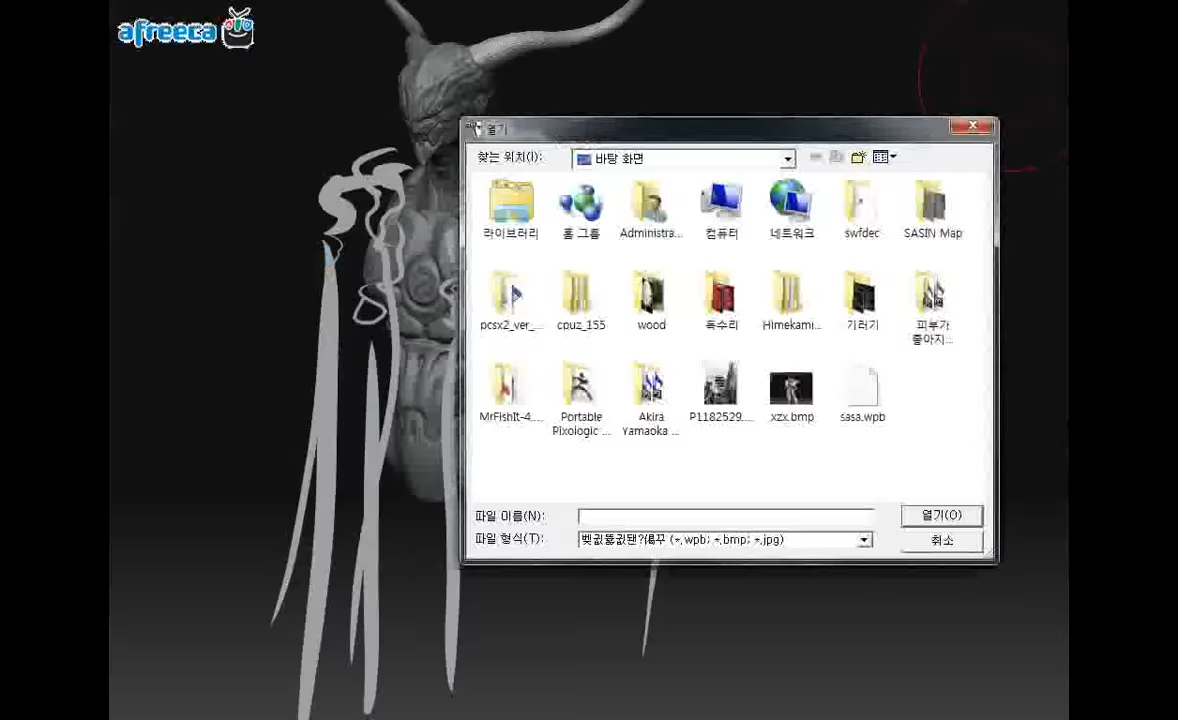 afreeca
열기
찾는 위치(I):
바탕 화면
라이브러리
홈 그룹
Administra...
컴퓨터
네트워크
swfdec
SASIN Map
pcsx2_ver_...
cpuz_155
wood
독수리
Himekami...
기러기
피부가
좋아지...
MrFishIt-4....
Portable
Pixologic ...
Akira
Yamaoka ...
P1182529....
xzx.bmp
sasa.wpb
파일 이름(N):
열기(O)
파일 형식(T):
(*.wpb; *.bmp; *.jpg)
취소